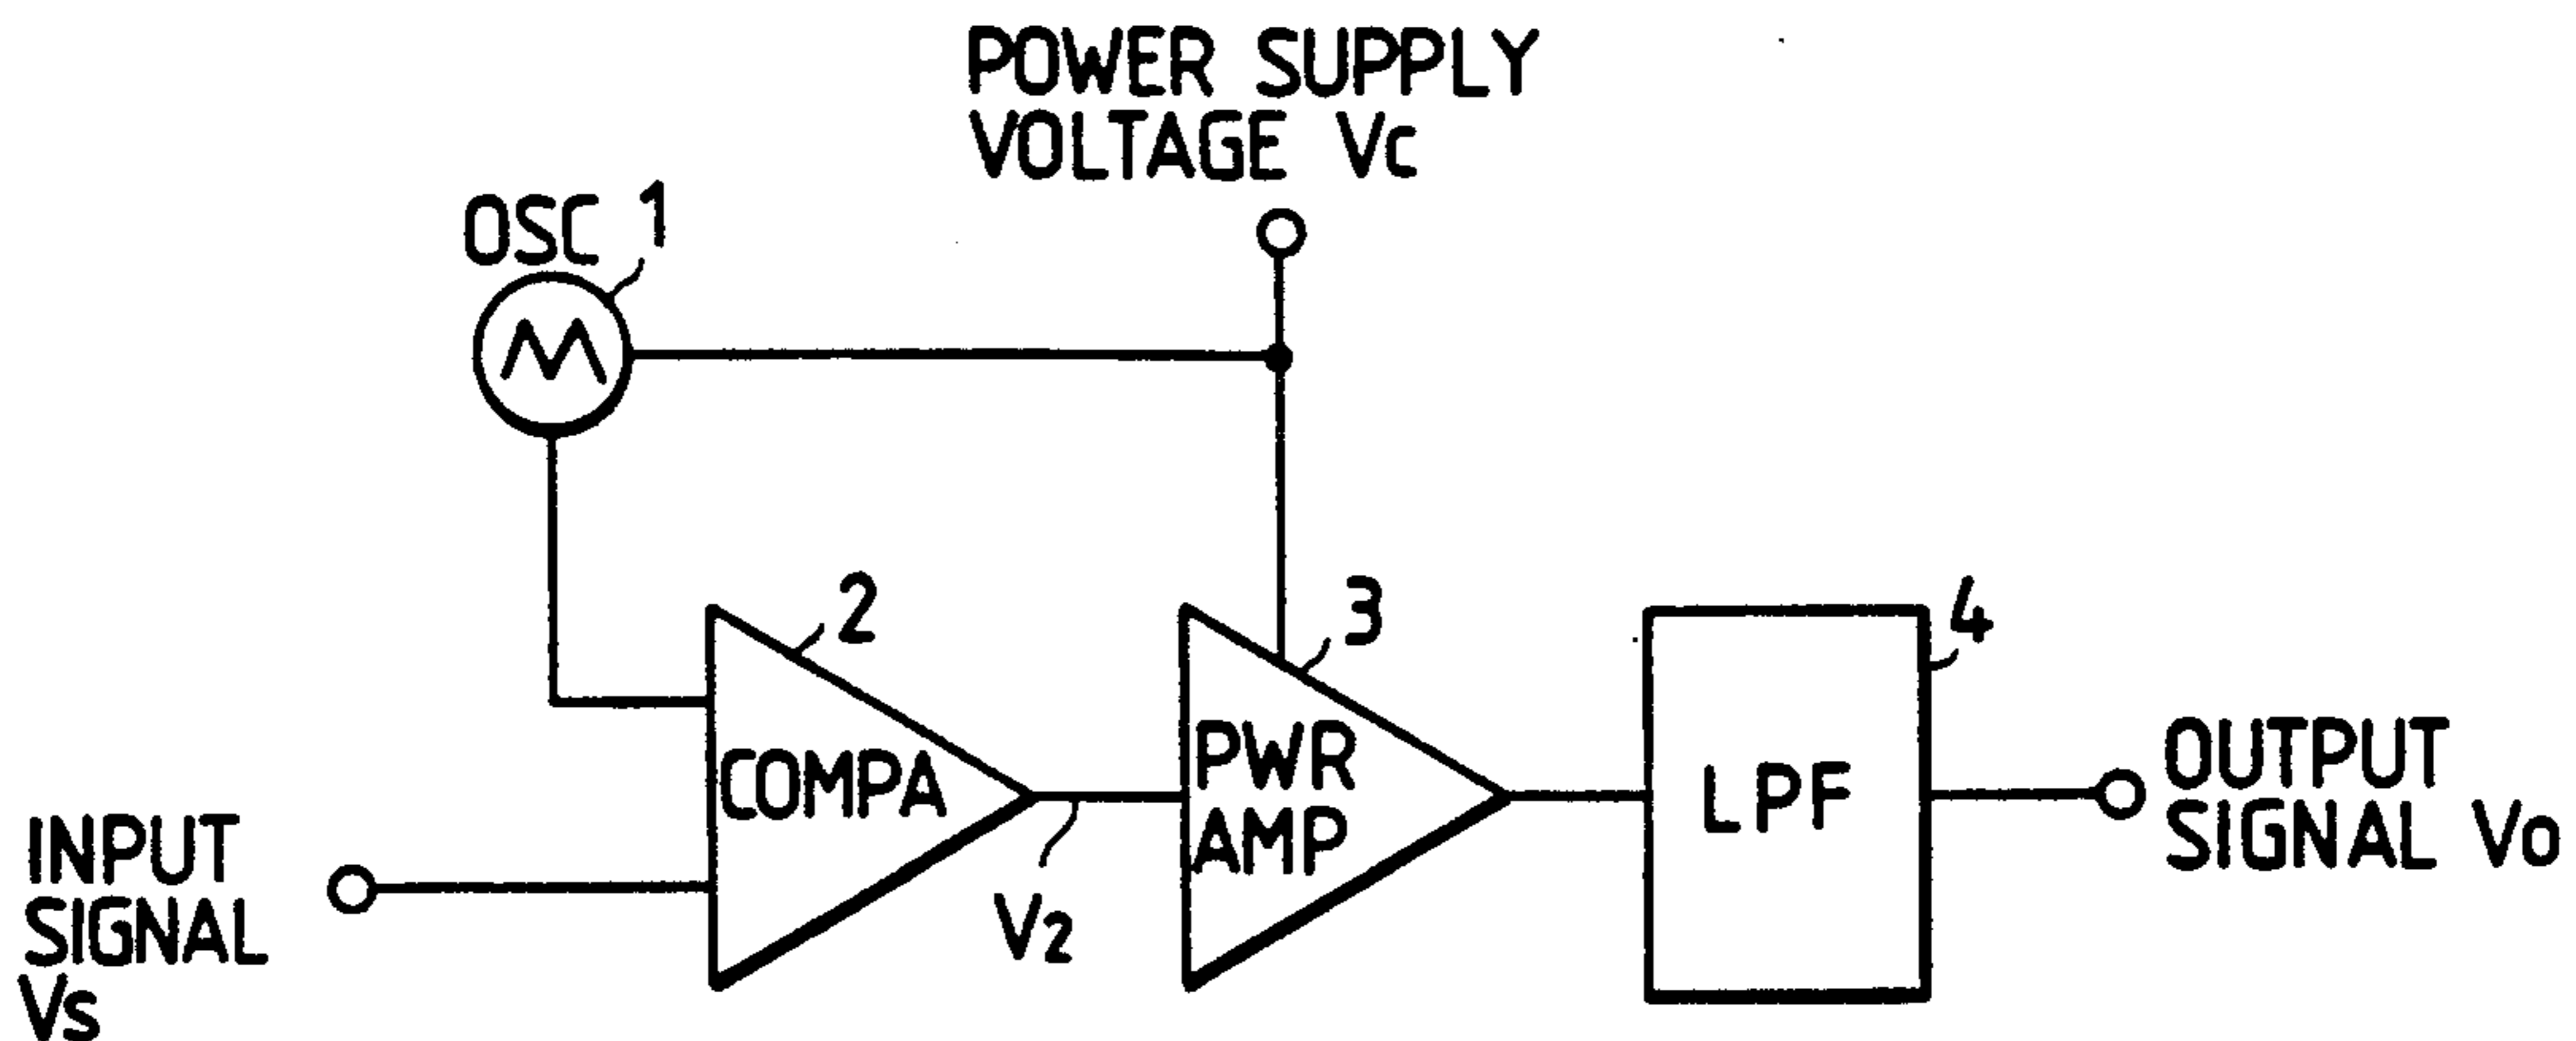 POWER SUPPLY
VOLTAGE Vc
OSC 1
2
3
4
COMPA
PWR
AMP
LPF
OUTPUT
SIGNAL Vo
INPUT
SIGNAL
Vs
V2